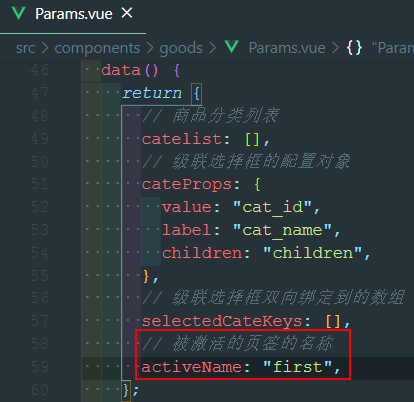 Params.vue ×
src > components > goods > Params.vue > {} "Param
46 data() {
47 return {
48 // 商品分类列表
49 catelist: [],
50 // 级联选择框的配置对象
51 cateProps: {
52 value: "cat_id",
53 label: "cat_name",
54 children: "children",
55 },
56 // 级联选择框双向绑定到的数组
57 selectedCateKeys: [],
58 // 被激活的页签的名称
59 activeName: "first",
60 };